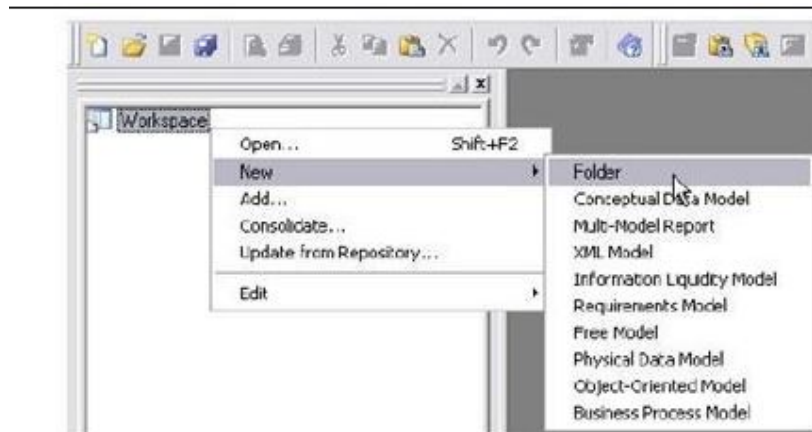 Workspace
Open... Shift+F2
New
Add...
Consolidate...
Update from Repository...
Edit
Folder
Conceptual Data Model
Multi-Model Report
XML Model
Information Liquidity Model
Requirements Model
Free Model
Physical Data Model
Object-Oriented Model
Business Process Model